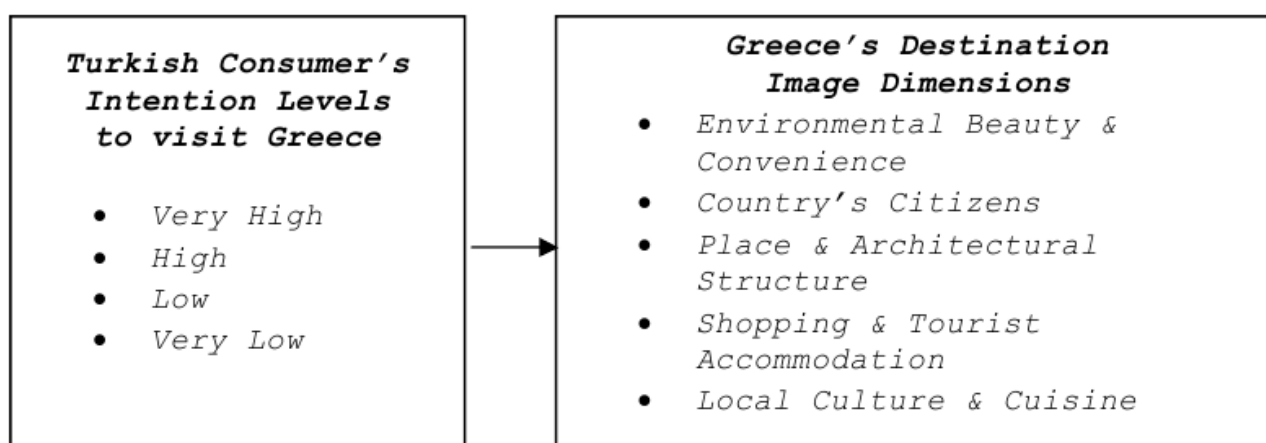 Turkish Consumer's
Intention Levels
to visit Greece
• Very High
• High
• Low
• Very Low
Greece's Destination
Image Dimensions
• Environmental Beauty &
Convenience
• Country's Citizens
• Place & Architectural
Structure
• Shopping & Tourist
Accommodation
• Local Culture & Cuisine